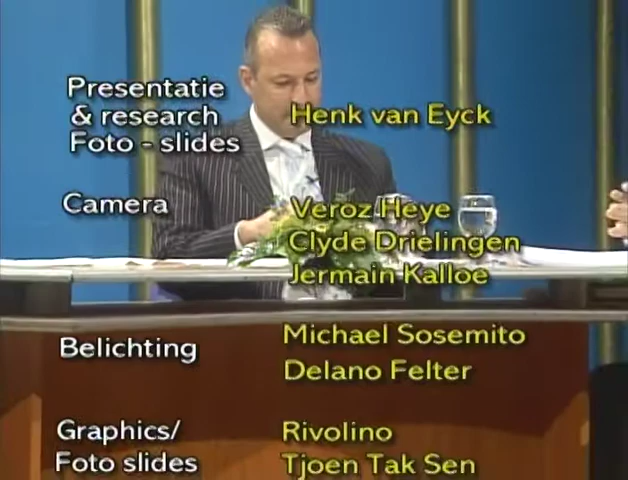 Presentatie
& research Henk van Eyck
Foto - slides
Camera Veroz Heye
Clyde Drielingen
Jermain Kalloe
Belichting Michael Sosemito
Delano Felter
Graphics/ Rivolino
Foto slides Tjoen Tak Sen